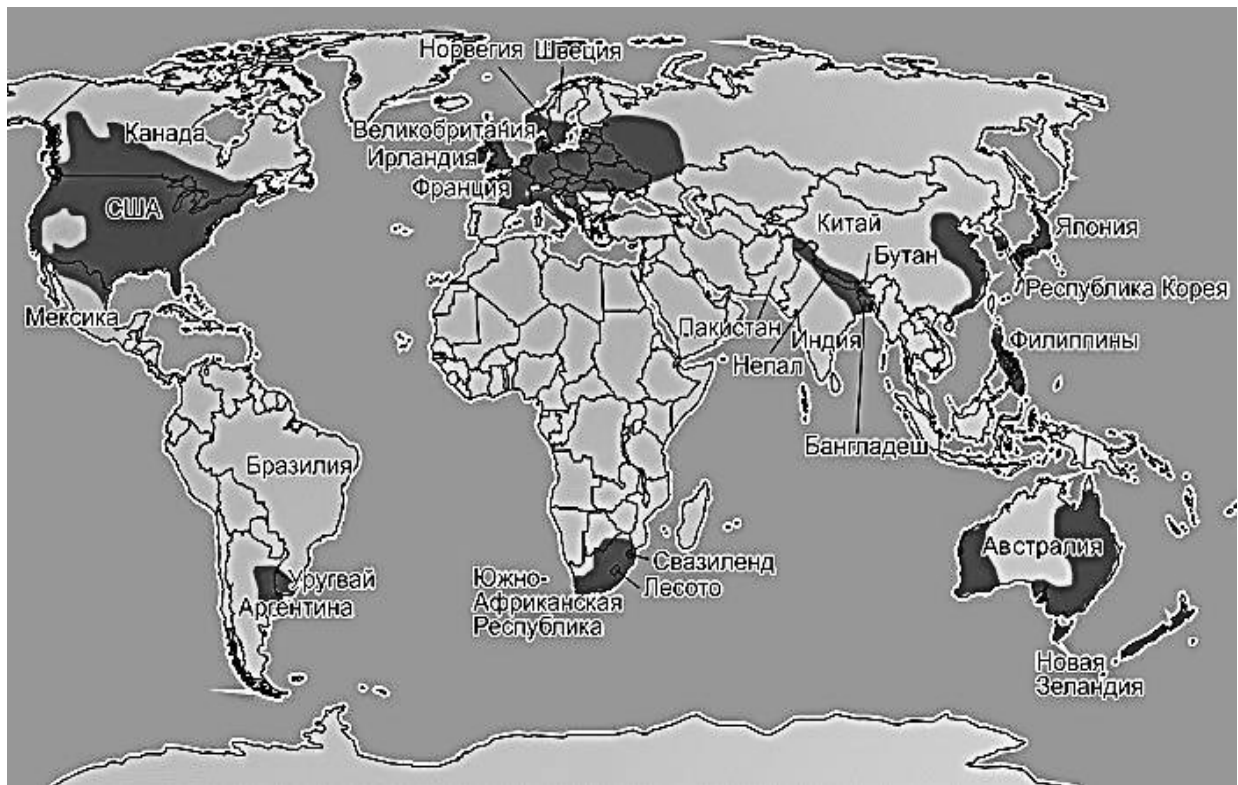 Норвегия Швеция
Канада
Великобритания
Ирландия
Франция
США
Китай
Япония
Бутан
Республика Корея
Мексика
Пакистан
Индия
Филиппины
Непал
Бангладеш
Бразилия
Австралия
Свазиленд
Уругвай
Лесото
Аргентина
Южно-
Африканская
Республика
Новая
Зеландия